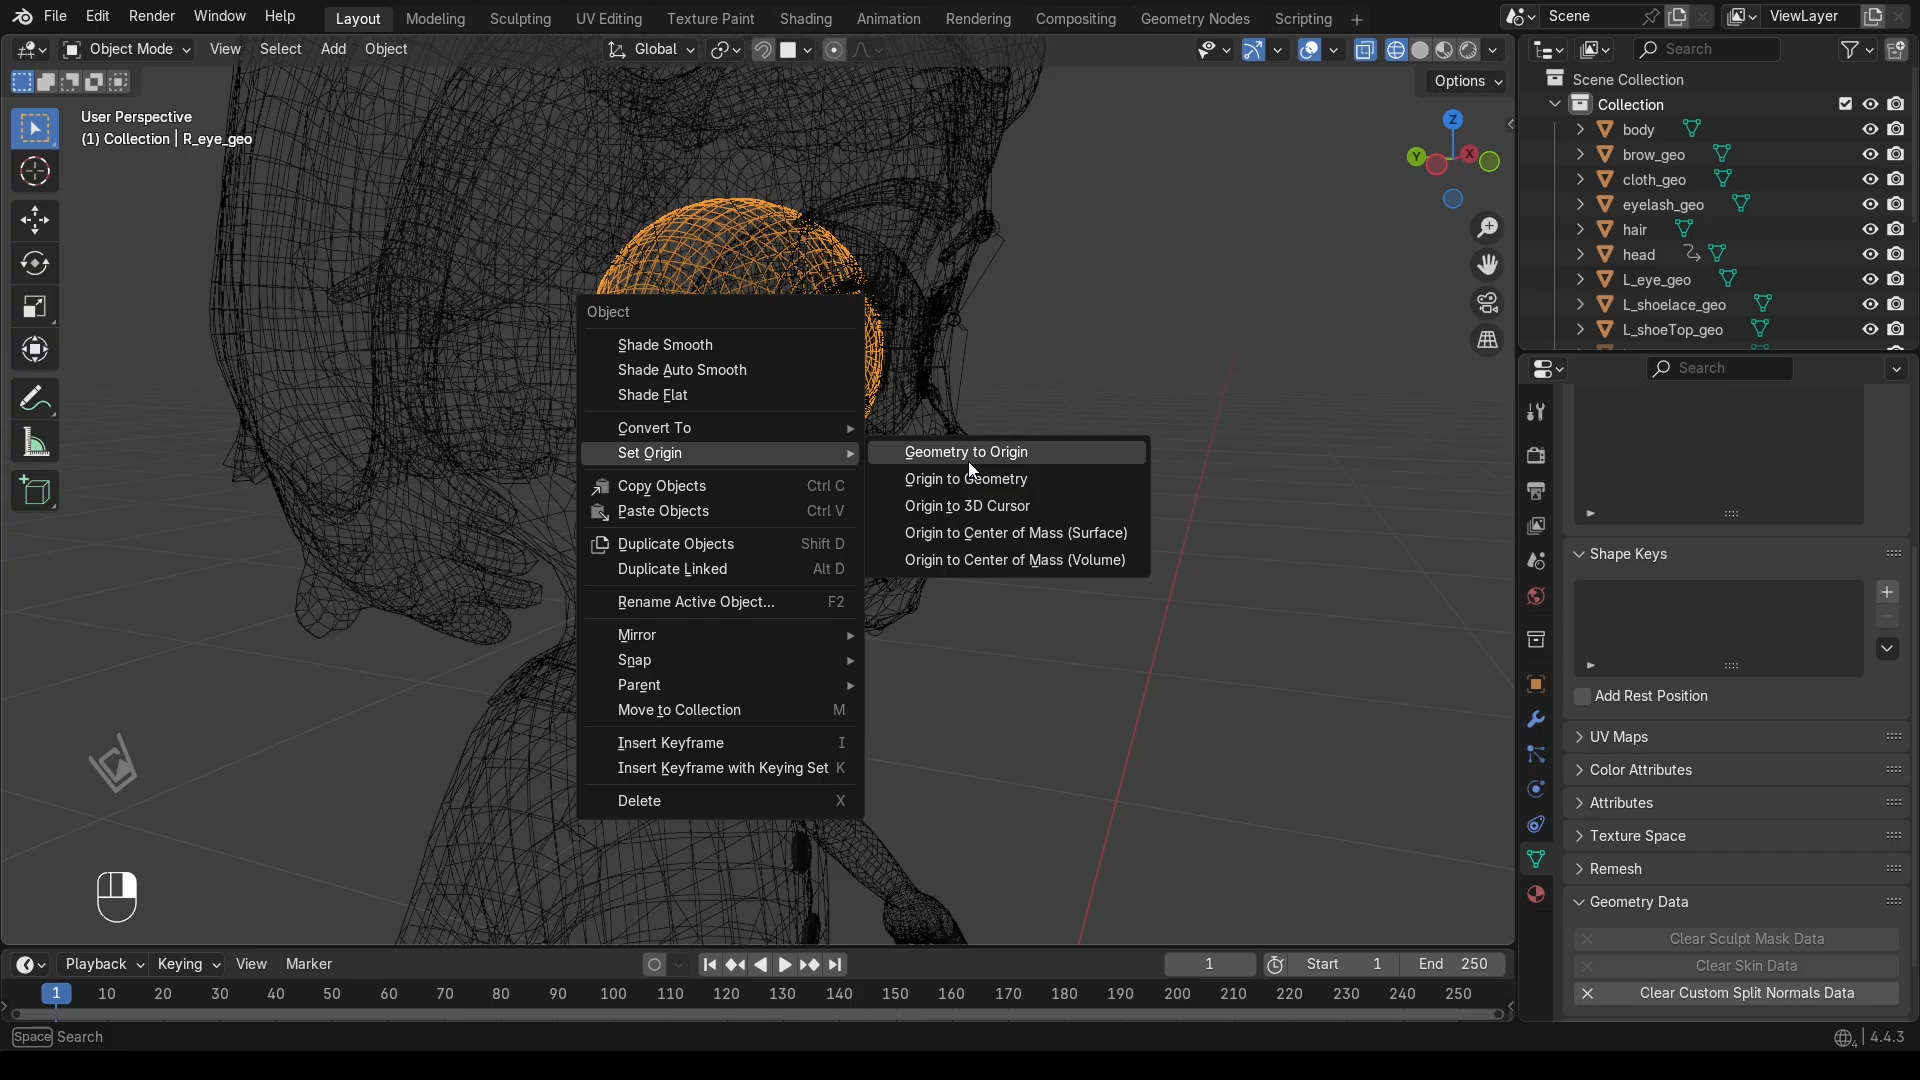 File Edit Render Window Help Layout Modeling Sculpting UV Editing Texture Paint Shading Animation Rendering Compositing Geometry Nodes Scripting + Scene ViewLayer
Object Mode View Select Add Object Global Search
Options
User Perspective
(1) Collection | R_eye_geo
Z
Y
X
Scene Collection
Collection
body
brow_geo
cloth_geo
eyelash_geo
hair
head
L_eye_geo
L_shoelace_geo
L_shoeTop_geo
Object
Shade Smooth
Shade Auto Smooth
Shade Flat
Convert To
Set Origin
Copy Objects Ctrl C
Paste Objects Ctrl V
Duplicate Objects Shift D
Duplicate Linked Alt D
Rename Active Object... F2
Mirror
Snap
Parent
Move to Collection M
Insert Keyframe I
Insert Keyframe with Keying Set K
Delete X
Geometry to Origin
Origin to Geometry
Origin to 3D Cursor
Origin to Center of Mass (Surface)
Origin to Center of Mass (Volume)
Search
Shape Keys
Add Rest Position
UV Maps
Color Attributes
Attributes
Texture Space
Remesh
Geometry Data
Clear Sculpt Mask Data
Clear Skin Data
Clear Custom Split Normals Data
Playback Keying View Marker 1 Start 1 End 250
1 10 20 30 40 50 60 70 80 90 100 110 120 130 140 150 160 170 180 190 200 210 220 230 240 250
Space Search 4 4.4.3